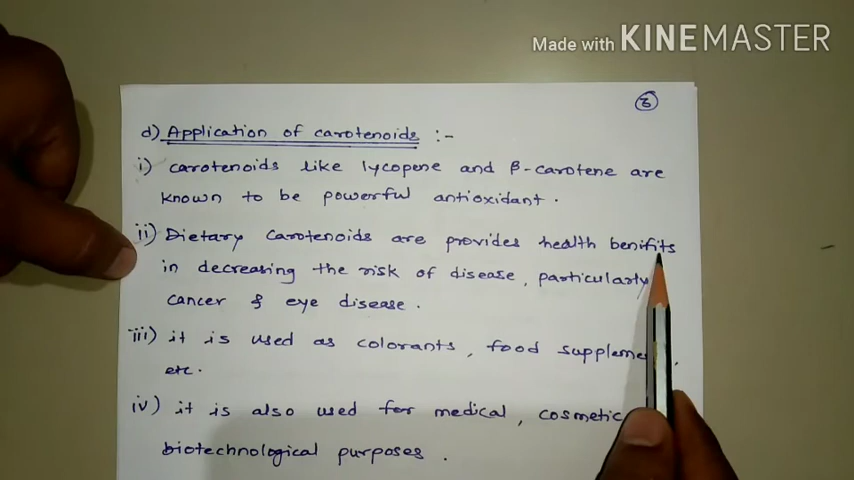 Made with KINEMASTER
3
d) Application of carotenoids :-
i) carotenoids like lycopene and β-carotene are
known to be powerful antioxidant.
ii) Dietary carotenoids are provides health benifits
in decreasing the risk of disease, particularly
cancer & eye disease.
iii) it is used as colorants, food
etc.
iv) it is also used for medical, cosmetic
biotechnological purposes.